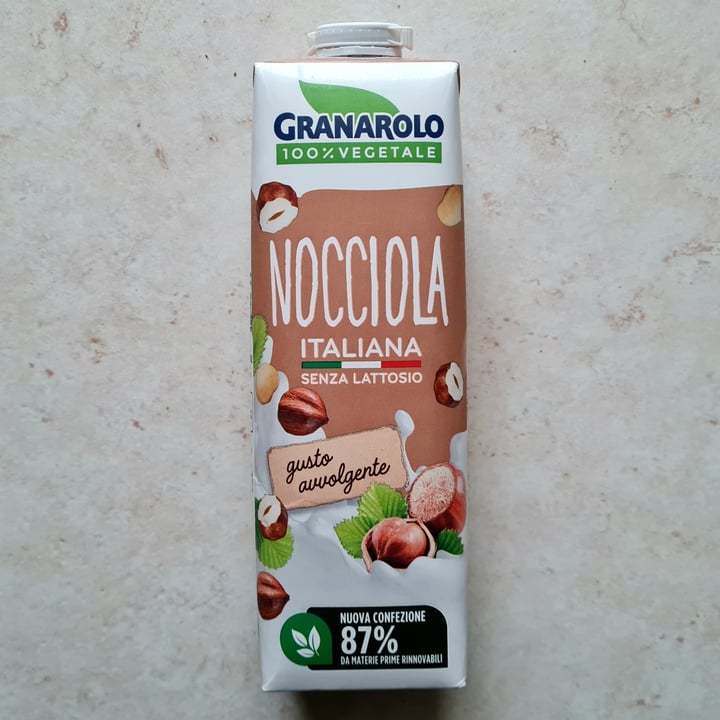 GRANAROLO
100% VEGETALE
NOCCIOLA
ITALIANA
SENZA LATTOSIO
gusto
avvolgente
NUOVA CONFEZIONE
87%
DA MATERIE PRIME RINNOVABILI